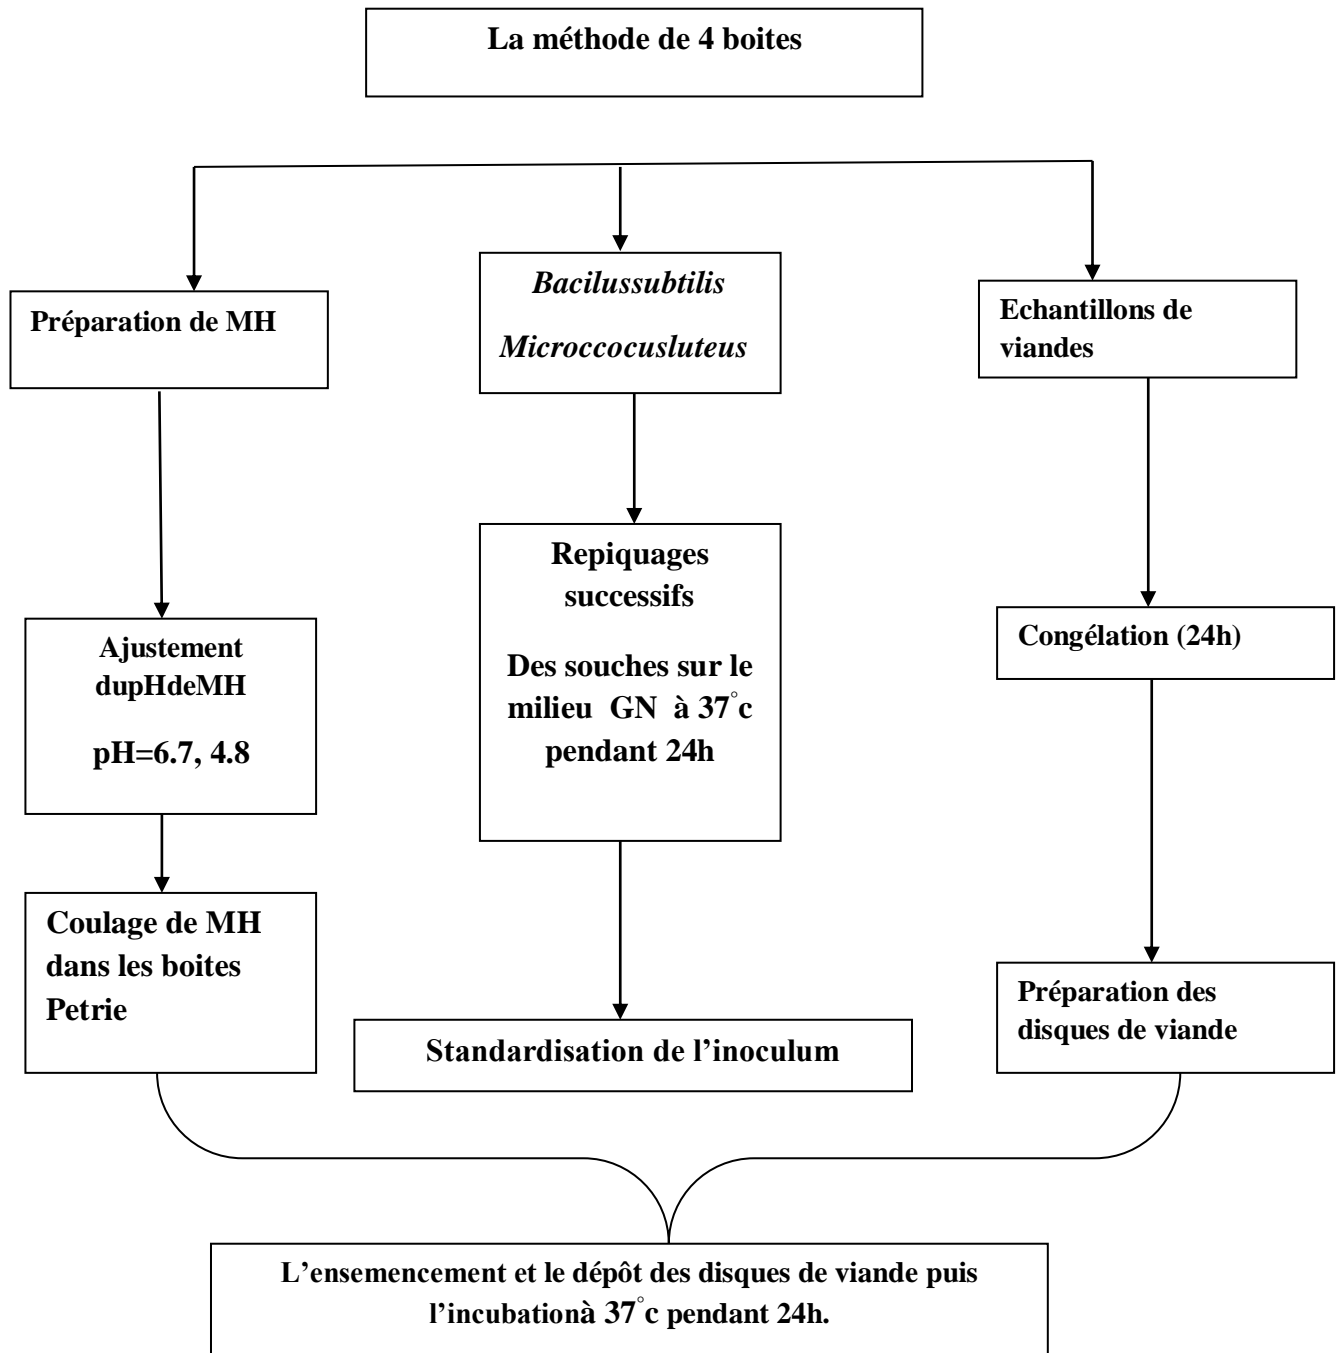 La méthode de 4 boites
Préparation de MH
Bacilussubtilis
Microccocusluteus
Echantillons de
viandes
Ajustement
dupHdeMH
pH=6.7, 4.8
Repiquages
successifs
Des souches sur le
milieu GN à 37°c
pendant 24h
Congélation (24h)
Coulage de MH
dans les boites
Petrie
Standardisation de l’inoculum
Préparation des
disques de viande
L’ensemencement et le dépôt des disques de viande puis
l’incubationà 37°c pendant 24h.